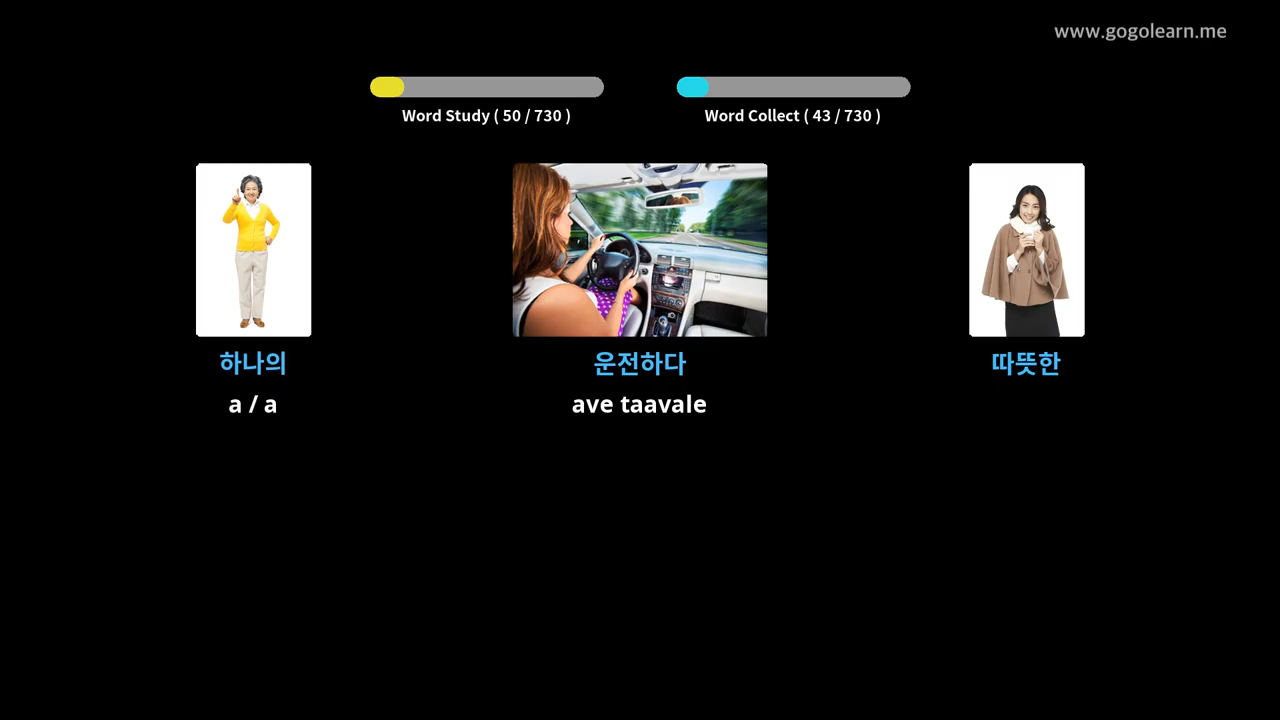 www.gogolearn.me
Word Study ( 50 / 730 )
Word Collect ( 43 / 730 )
하나의
운전하다
따뜻한
a / a
ave taavale